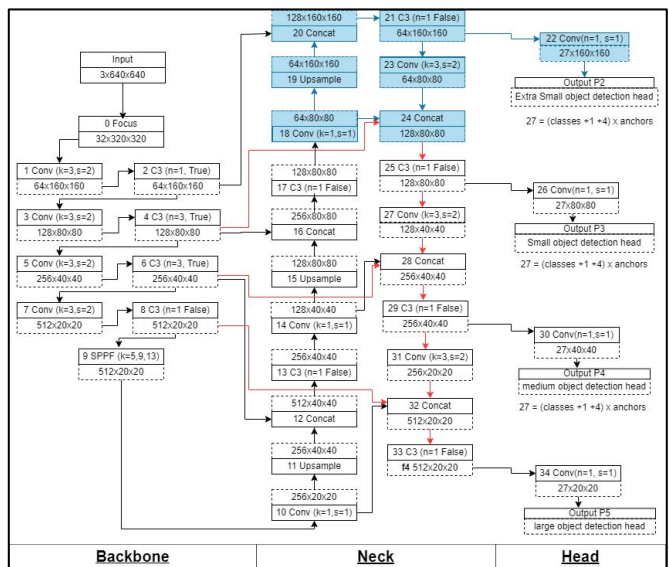 Input
3x640x640
0 Focus
32x320x320
1 Conv (k=3,s=2)
64x160x160
2 C3 (n=1, True)
64x160x160
3 Conv (k=3,s=2)
128x80x80
4 C3 (n=3, True)
128x80x80
5 Conv (k=3,s=2)
256x40x40
6 C3 (n=3, True)
256x40x40
7 Conv (k=3,s=2)
512x20x20
8 C3 (n=1 False)
512x20x20
9 SPPF (k=5,9,13)
512x20x20
128x160x160
20 Concat
64x160x160
19 Upsample
64x80x80
18 Conv (k=1,s=1)
128x80x80
17 C3 (n=1 False)
256x80x80
16 Concat
128x80x80
15 Upsample
128x40x40
14 Conv (k=1,s=1)
256x40x40
13 C3 (n=1 False)
512x40x40
12 Concat
256x40x40
11 Upsample
256x20x20
10 Conv (k=1,s=1)
21 C3 (n=1 False)
64x160x160
23 Conv (k=3,s=2)
64x80x80
24 Concat
128x80x80
25 C3 (n=1 False)
128x80x80
27 Conv (k=3,s=2)
128x40x40
28 Concat
256x40x40
29 C3 (n=1 False)
256x40x40
31 Conv (k=3,s=2)
256x20x20
32 Concat
512x20x20
33 C3 (n=1 False)
f4 512x20x20
22 Conv(n=1, s=1)
27x160x160
Output P2
Extra Small object detection head
27 = (classes +1 +4) x anchors
26 Conv(n=1, s=1)
27x80x80
Output P3
Small object detection head
27 = (classes +1 +4) x anchors
30 Conv(n=1,s=1)
27x40x40
Output P4
medium object detection head
27 = (classes +1 +4) x anchors
34 Conv(n=1, s=1)
27x20x20
Output P5
large object detection head
Backbone
Neck
Head